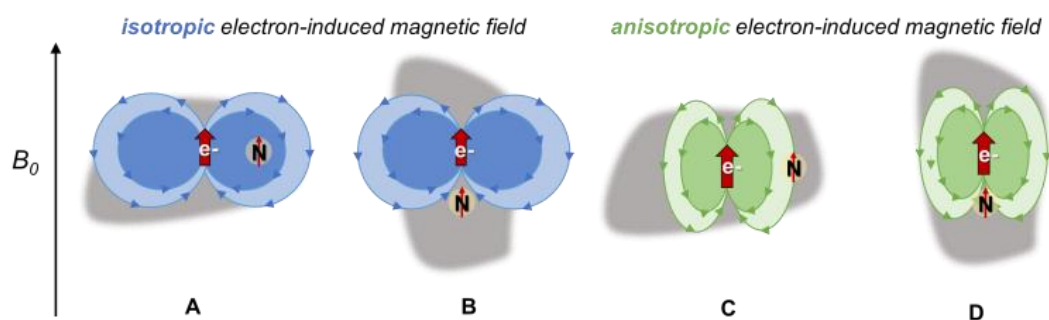 isotropic electron-induced magnetic field
anisotropic electron-induced magnetic field
B0
e-
N
e-
N
e-
N
e-
N
A
B
C
D